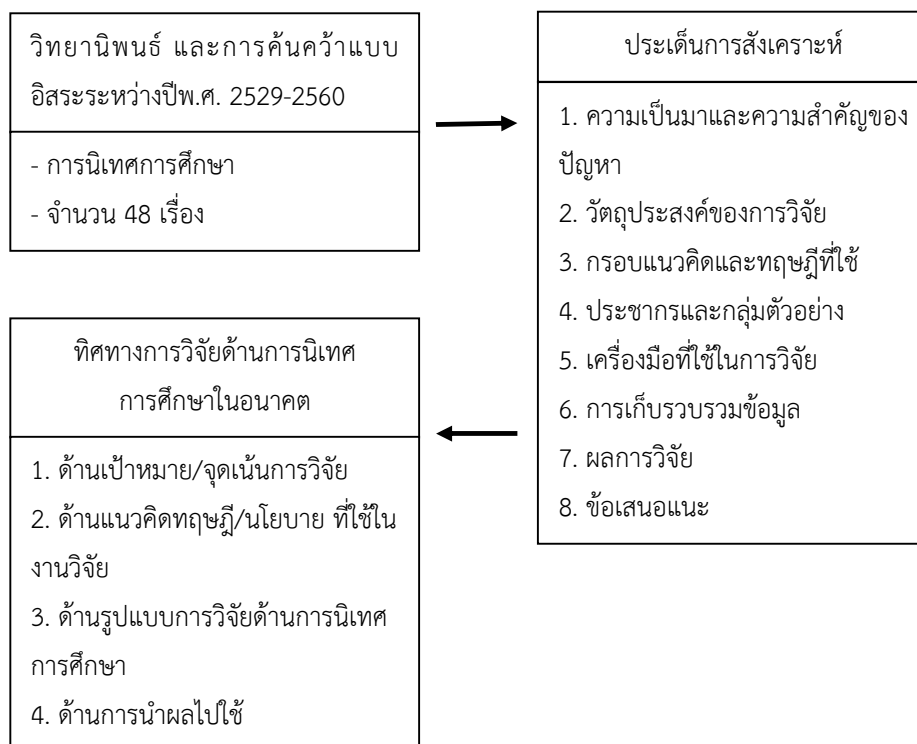 วิทยานิพนธ์ และการค้นคว้าแบบ
อิสระระหว่างปีพ.ศ. 2529-2560
- การนิเทศการศึกษา
- จำนวน 48 เรื่อง
ประเด็นการสังเคราะห์
1. ความเป็นมาและความสำคัญของ
ปัญหา
2. วัตถุประสงค์ของการวิจัย
3. กรอบแนวคิดและทฤษฎีที่ใช้
4. ประชากรและกลุ่มตัวอย่าง
5. เครื่องมือที่ใช้ในการวิจัย
6. การเก็บรวบรวมข้อมูล
7. ผลการวิจัย
8. ข้อเสนอแนะ
ทิศทางการวิจัยด้านการนิเทศ
การศึกษาในอนาคต
1. ด้านเป้าหมาย/จุดเน้นการวิจัย
2. ด้านแนวคิดทฤษฎี/นโยบาย ที่ใช้ใน
งานวิจัย
3. ด้านรูปแบบการวิจัยด้านการนิเทศ
การศึกษา
4. ด้านการนำผลไปใช้